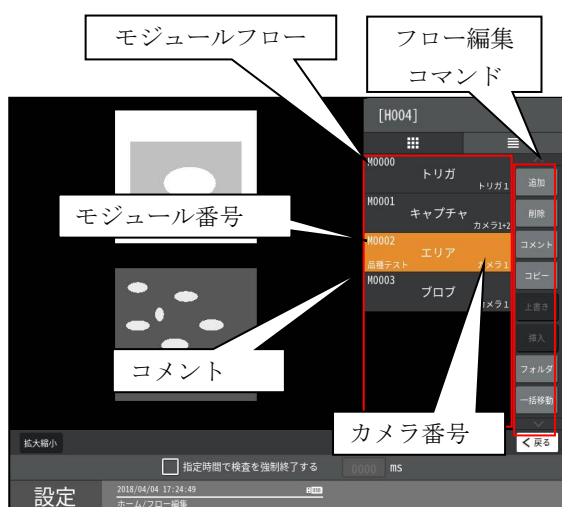 モジュールフロー
フロー編集
コマンド
[H004]
M0000
トリガ
トリガ1
M0001
キャプチャ
カメラ1+2
M0002
エリア
品種テスト
カメラ1
M0003
ブロブ
カメラ1
追加
削除
コメント
コピー
上書き
挿入
フォルダ
一括移動
モジュール番号
コメント
カメラ番号
拡大縮小
戻る
指定時間で検査を強制終了する
0000 ms
設定
2018/04/04 17:24:49
ホーム/フロー編集